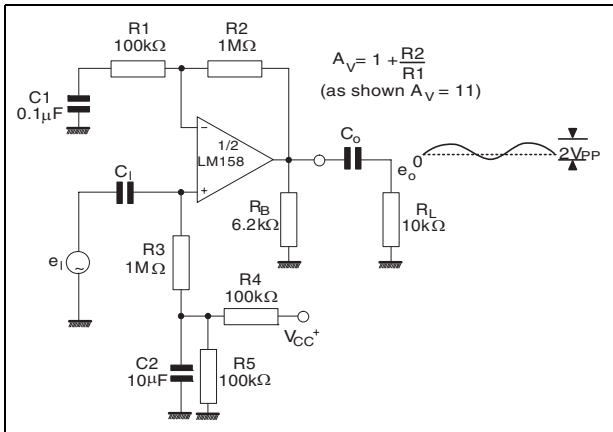 R1
100kΩ
R2
1MΩ
A_V = 1 + R2/R1
(as shown A_V = 11)
C1
0.1μF
1/2
LM158
−
+
C_I
C_o
e_o
0
2V_PP
R_B
6.2kΩ
R_L
10kΩ
R3
1MΩ
e_I
~
R4
100kΩ
V_CC+
C2
10μF
R5
100kΩ